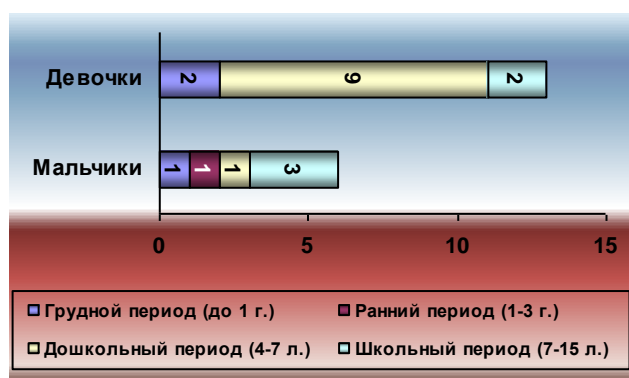 Девочки 2 9 2
Мальчики 1 1 1 3
0 5 10 15
Грудной период (до 1 г.) Ранний период (1-3 г.)
Дошкольный период (4-7 л.) Школьный период (7-15 л.)